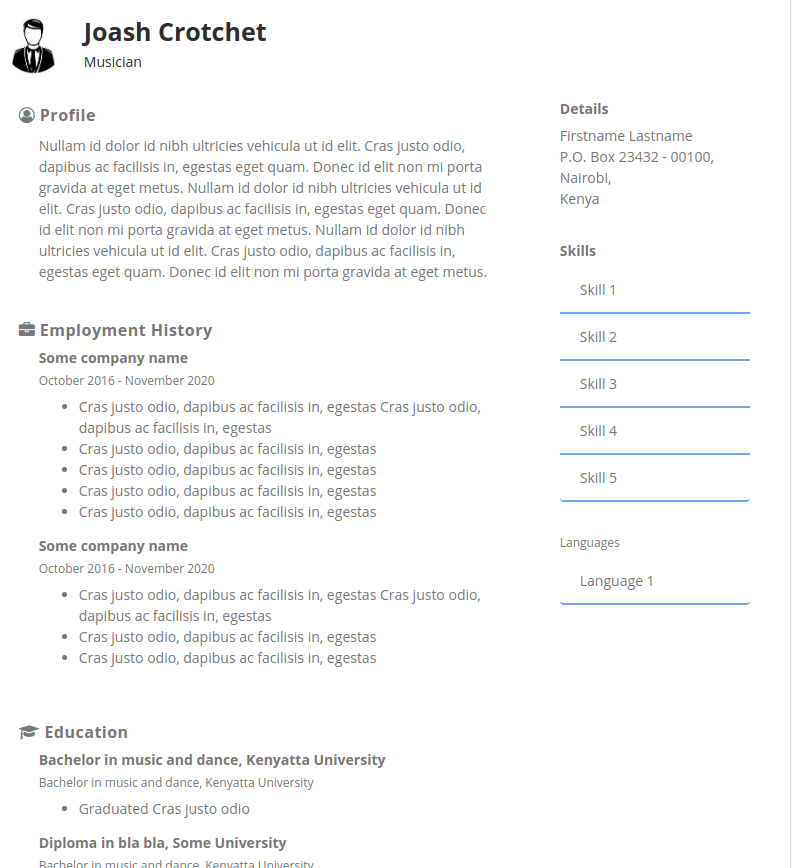 Joash Crotchet
Musician
Profile
Nullam id dolor id nibh ultricies vehicula ut id elit. Cras justo odio,
dapibus ac facilisis in, egestas eget quam. Donec id elit non mi porta
gravida at eget metus. Nullam id dolor id nibh ultricies vehicula ut id
elit. Cras justo odio, dapibus ac facilisis in, egestas eget quam. Donec
id elit non mi porta gravida at eget metus. Nullam id dolor id nibh
ultricies vehicula ut id elit. Cras justo odio, dapibus ac facilisis in,
egestas eget quam. Donec id elit non mi porta gravida at eget metus.
Employment History
Some company name
October 2016 - November 2020
Cras justo odio, dapibus ac facilisis in, egestas Cras justo odio,
dapibus ac facilisis in, egestas
Cras justo odio, dapibus ac facilisis in, egestas
Cras justo odio, dapibus ac facilisis in, egestas
Cras justo odio, dapibus ac facilisis in, egestas
Cras justo odio, dapibus ac facilisis in, egestas
Some company name
October 2016 - November 2020
Cras justo odio, dapibus ac facilisis in, egestas Cras justo odio,
dapibus ac facilisis in, egestas
Cras justo odio, dapibus ac facilisis in, egestas
Cras justo odio, dapibus ac facilisis in, egestas
Education
Bachelor in music and dance, Kenyatta University
Bachelor in music and dance, Kenyatta University
Graduated Cras justo odio
Diploma in bla bla, Some University
Bachelor in music and dance, Kenyatta University
Details
Firstname Lastname
P.O. Box 23432 - 00100,
Nairobi,
Kenya
Skills
Skill 1
Skill 2
Skill 3
Skill 4
Skill 5
Languages
Language 1